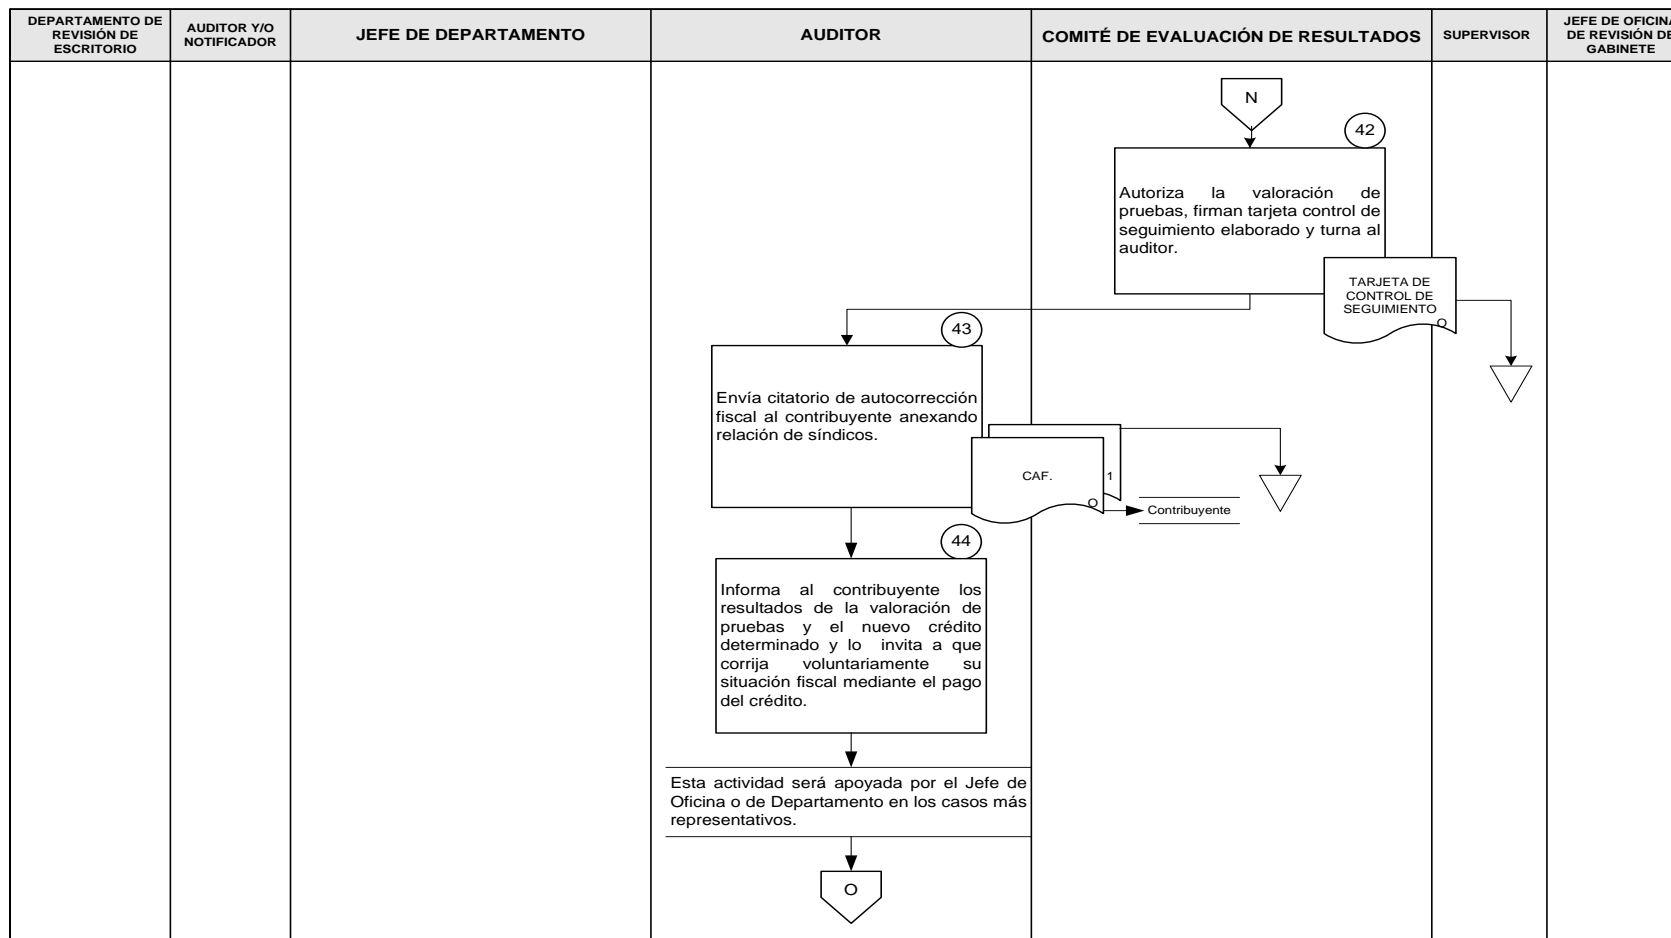 DEPARTAMENTO DE
REVISIÓN DE
ESCRITORIO
AUDITOR Y/O
NOTIFICADOR
JEFE DE DEPARTAMENTO
AUDITOR
COMITÉ DE EVALUACIÓN DE RESULTADOS
SUPERVISOR
JEFE DE OFICINA
DE REVISIÓN DE
GABINETE
N
42
Autoriza la valoración de
pruebas, firman tarjeta control de
seguimiento elaborado y turna al
auditor.
TARJETA DE
CONTROL DE
SEGUIMIENTO
O
43
Envía citatorio de autocorrección
fiscal al contribuyente anexando
relación de síndicos.
CAF.
1
O
Contribuyente
44
Informa al contribuyente los
resultados de la valoración de
pruebas y el nuevo crédito
determinado y lo invita a que
corrija voluntariamente su
situación fiscal mediante el pago
del crédito.
Esta actividad será apoyada por el Jefe de
Oficina o de Departamento en los casos más
representativos.
O